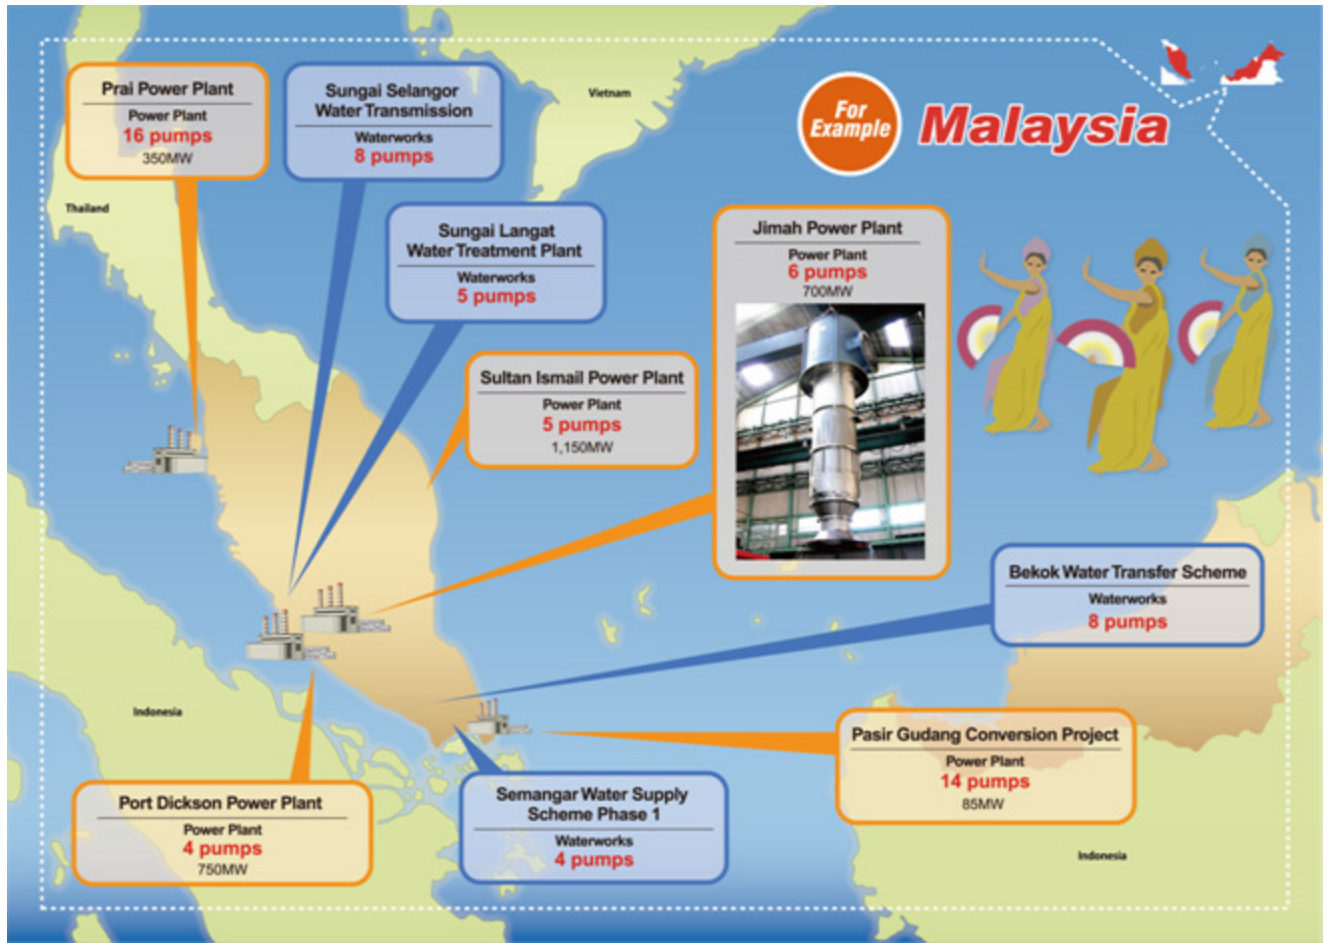 For
Example
Malaysia
Prai Power Plant
Power Plant
16 pumps
350MW
Sungai Selangor
Water Transmission
Waterworks
8 pumps
Vietnam
Thailand
Sungai Langat
Water Treatment Plant
Waterworks
5 pumps
Jimah Power Plant
Power Plant
6 pumps
700MW
Sultan Ismail Power Plant
Power Plant
5 pumps
1,150MW
Bekok Water Transfer Scheme
Waterworks
8 pumps
Indonesia
Pasir Gudang Conversion Project
Power Plant
14 pumps
85MW
Port Dickson Power Plant
Power Plant
4 pumps
750MW
Semangar Water Supply
Scheme Phase 1
Waterworks
4 pumps
Indonesia